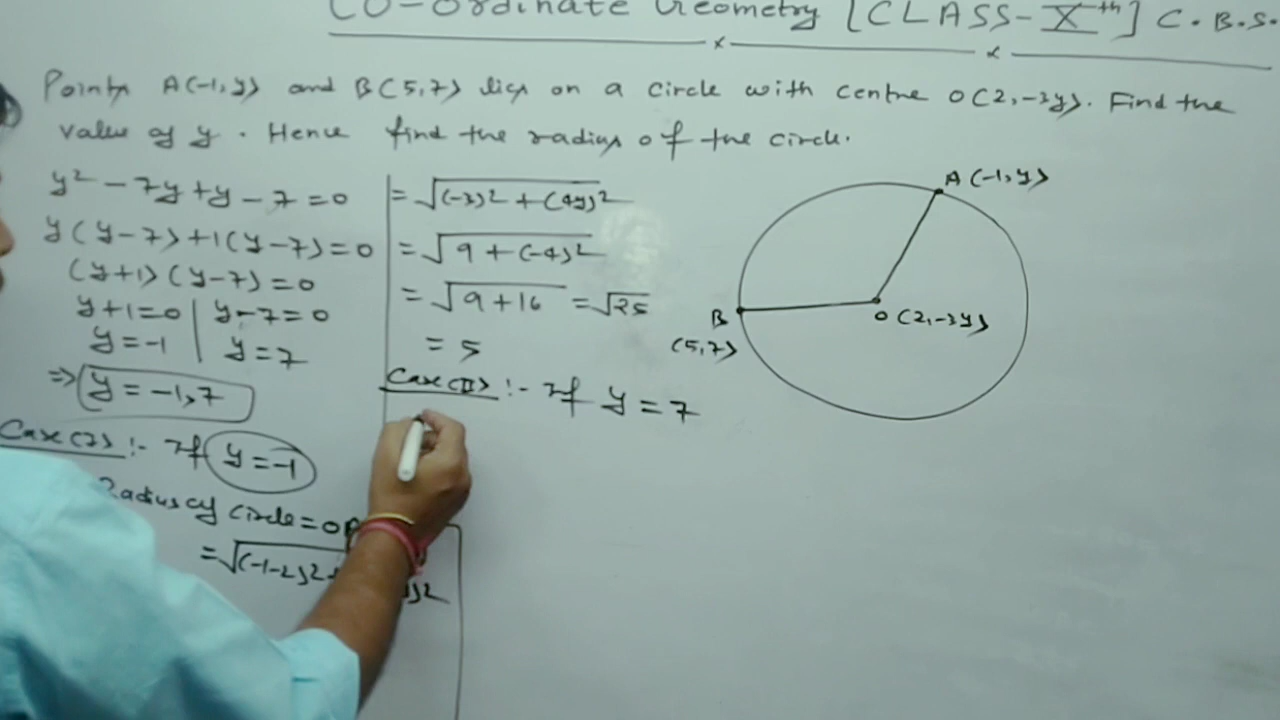 CO-Ordinate Geometry [CLASS-Xth] C.B.S.
Points A(-1,y) and B(5,7) lies on a circle with centre O(2,-3y). Find the
value of y. Hence find the radius of the circle.
y² - 7y + y - 7 = 0
y(y-7)+1(y-7)=0
(y+1)(y-7)=0
y+1=0 | y-7=0
y=-1 | y=7
⇒ y = -1,7
Case(I) :- If y=-1
Radius of circle = OA
=√(-1-2)²+
)²
= √(-3)² + (4y)²
= √9 + (-4)²
= √9+16 = √25
= 5
Case(II) :- If y = 7
A(-1,y)
O(2,-3y)
B
(5,7)